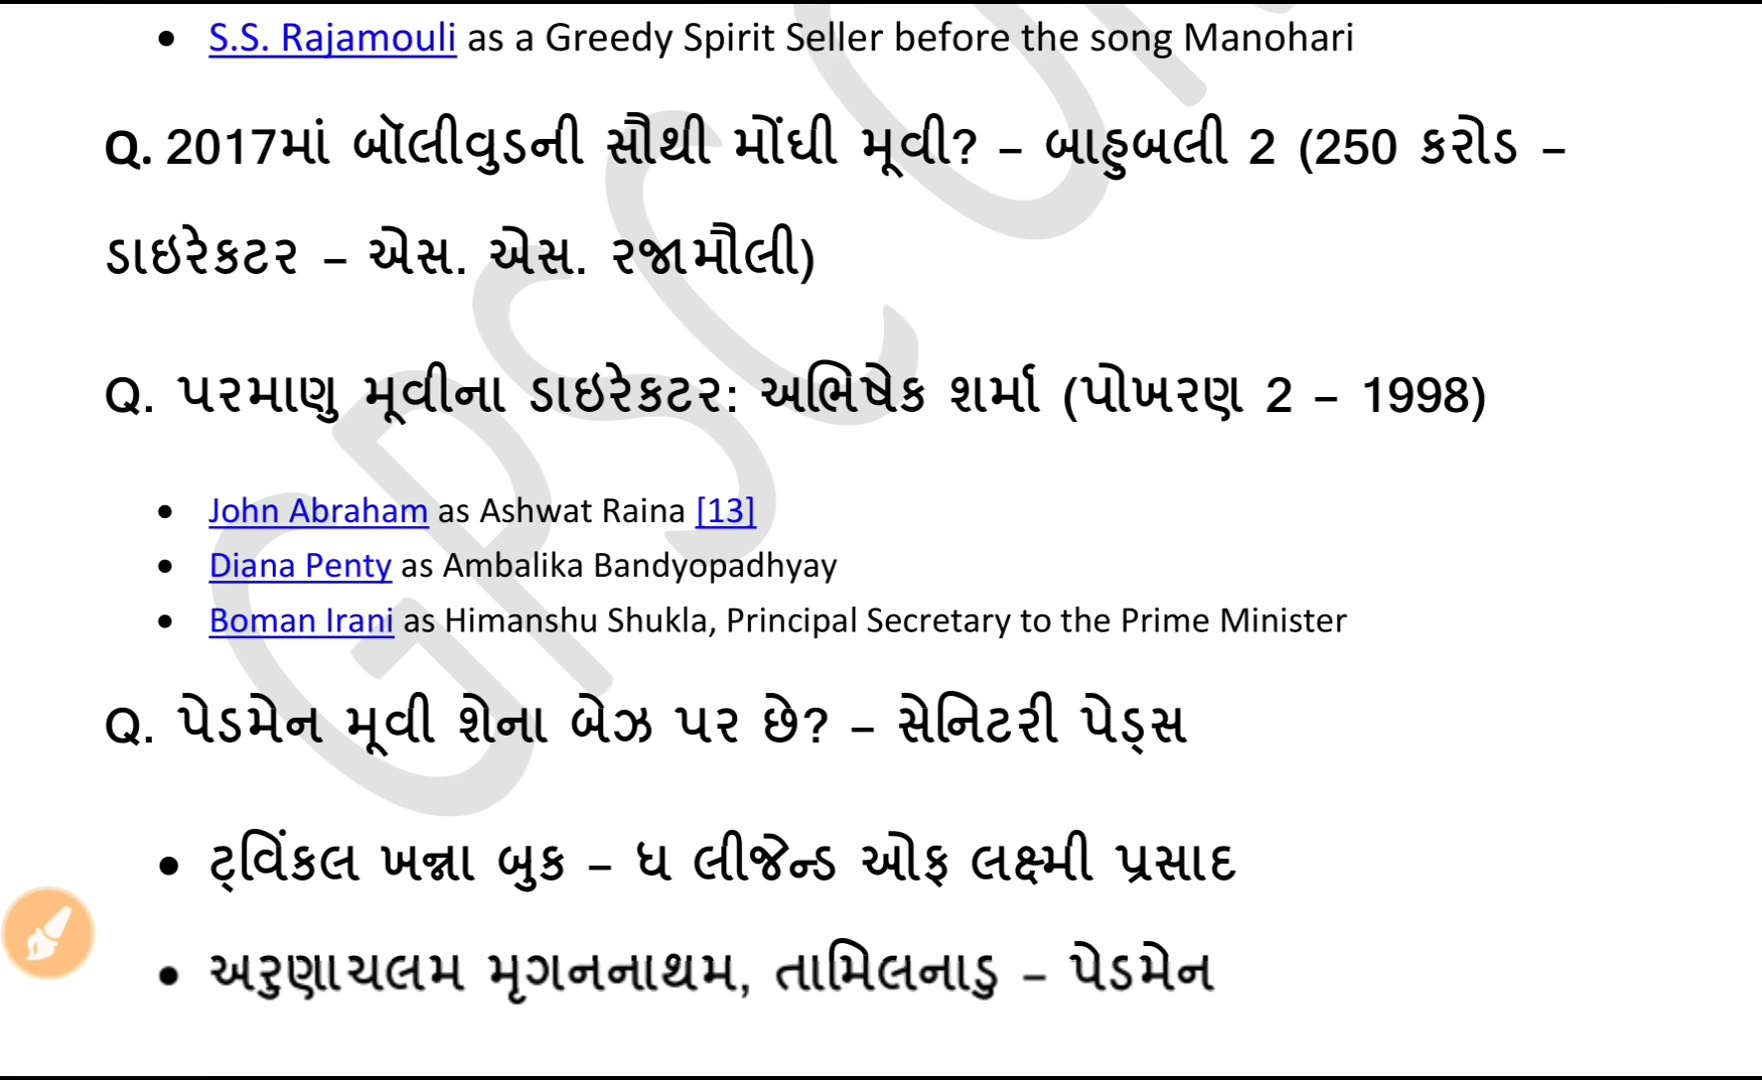 • S.S. Rajamouli as a Greedy Spirit Seller before the song Manohari
Q. 2017માં બૉલીવુડની સૌથી મોંઘી મૂવી? – બાહુબલી 2 (250 કરોડ –
ડાઇરેકટર – એસ. એસ. રજામૌલી)
Q. પરમાણુ મૂવીના ડાઇરેકટર: અભિષેક શર્મા (પોખરણ 2 – 1998)
• John Abraham as Ashwat Raina [13]
• Diana Penty as Ambalika Bandyopadhyay
• Boman Irani as Himanshu Shukla, Principal Secretary to the Prime Minister
Q. પેડમેન મૂવી શેના બેઝ પર છે? – સેનિટરી પેડ્સ
• ટ્વિંકલ ખન્ના બુક – ધ લીજેન્ડ ઓફ લક્ષ્મી પ્રસાદ
• અરુણાચલમ મૃગનનાથમ, તામિલનાડુ – પેડમેન
GPSC